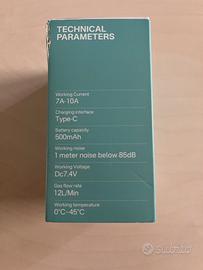 TECHNICAL
PARAMETERS
Working Current
7A-10A
Charging interface
Type-C
Battery capacity
500mAh
Working noise
1 meter noise below 85dB
Working Voltage
Dc7.4V
Gas flow rate
12L/Min
Working temperature
0°C-45°C
Subito